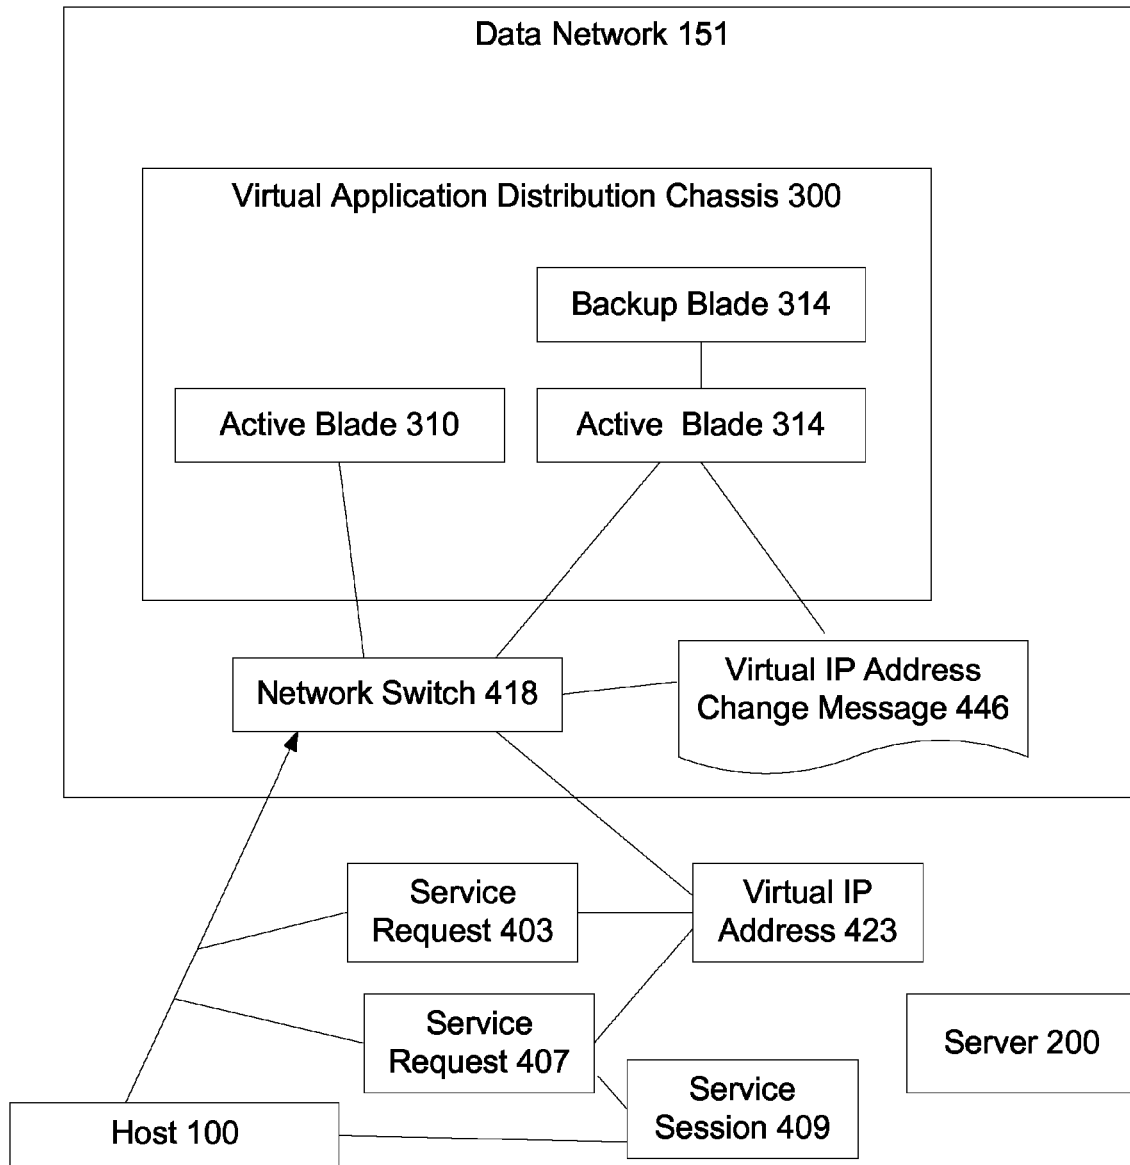 Data Network 151
Virtual Application Distribution Chassis 300
Backup Blade 314
Active Blade 310
Active Blade 314
Network Switch 418
Virtual IP Address
Change Message 446
Service
Request 403
Virtual IP
Address 423
Service
Request 407
Server 200
Service
Session 409
Host 100